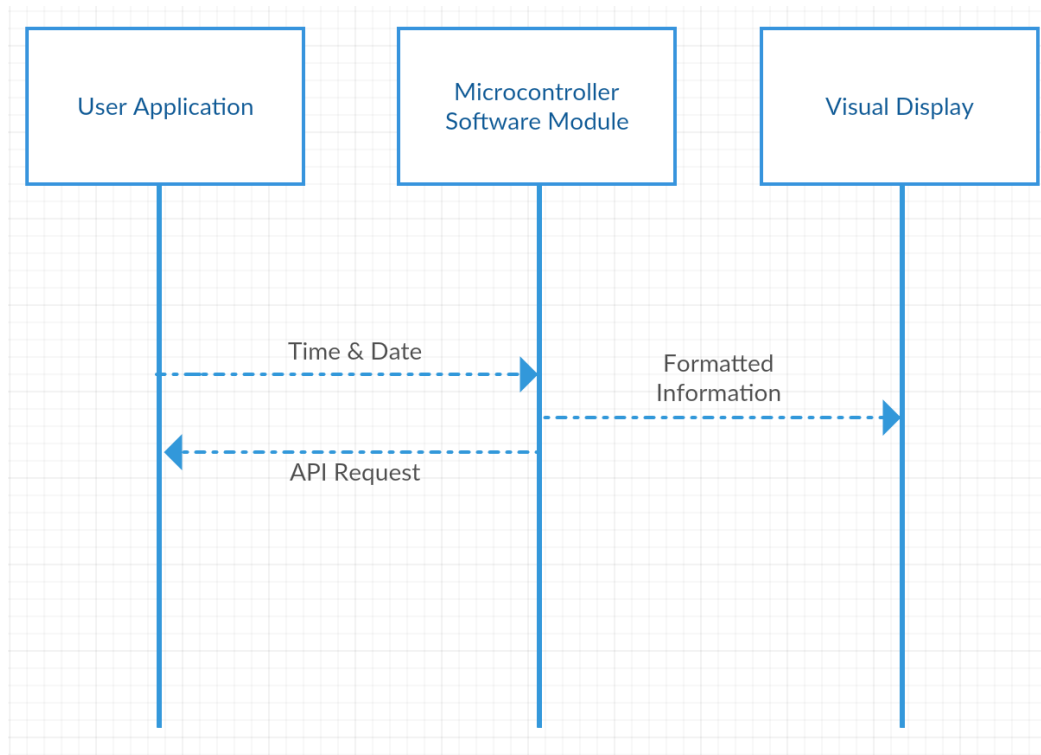 User Application
Microcontroller
Software Module
Visual Display
Time & Date
Formatted
Information
API Request